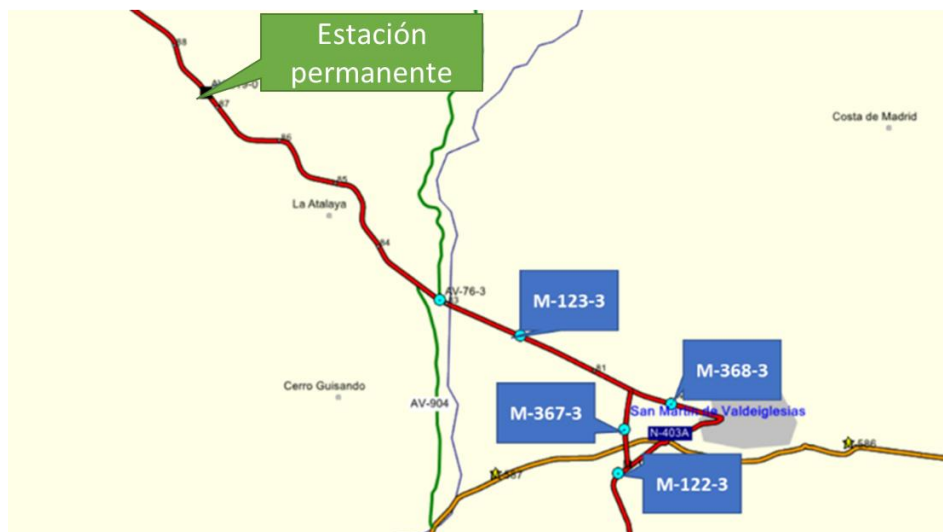 Estación
permanente
88
87
86
Costa de Madrid
85
La Atalaya
84
AV-76-3
83
M-123-3
81
M-368-3
Cerro Guisando
AV-904
M-367-3
San Martín de Valdeiglesias
N-403A
586
587
M-122-3